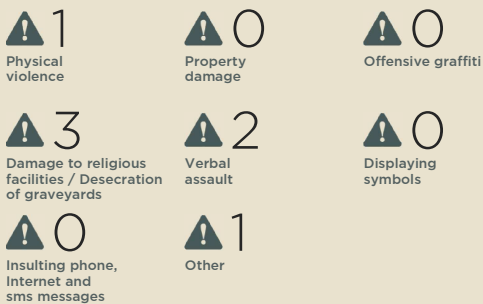 1
Physical
violence
0
Property
damage
0
Offensive graffiti
3
Damage to religious
facilities / Desecration
of graveyards
2
Verbal
assault
0
Displaying
symbols
0
Insulting phone,
Internet and
sms messages
1
Other